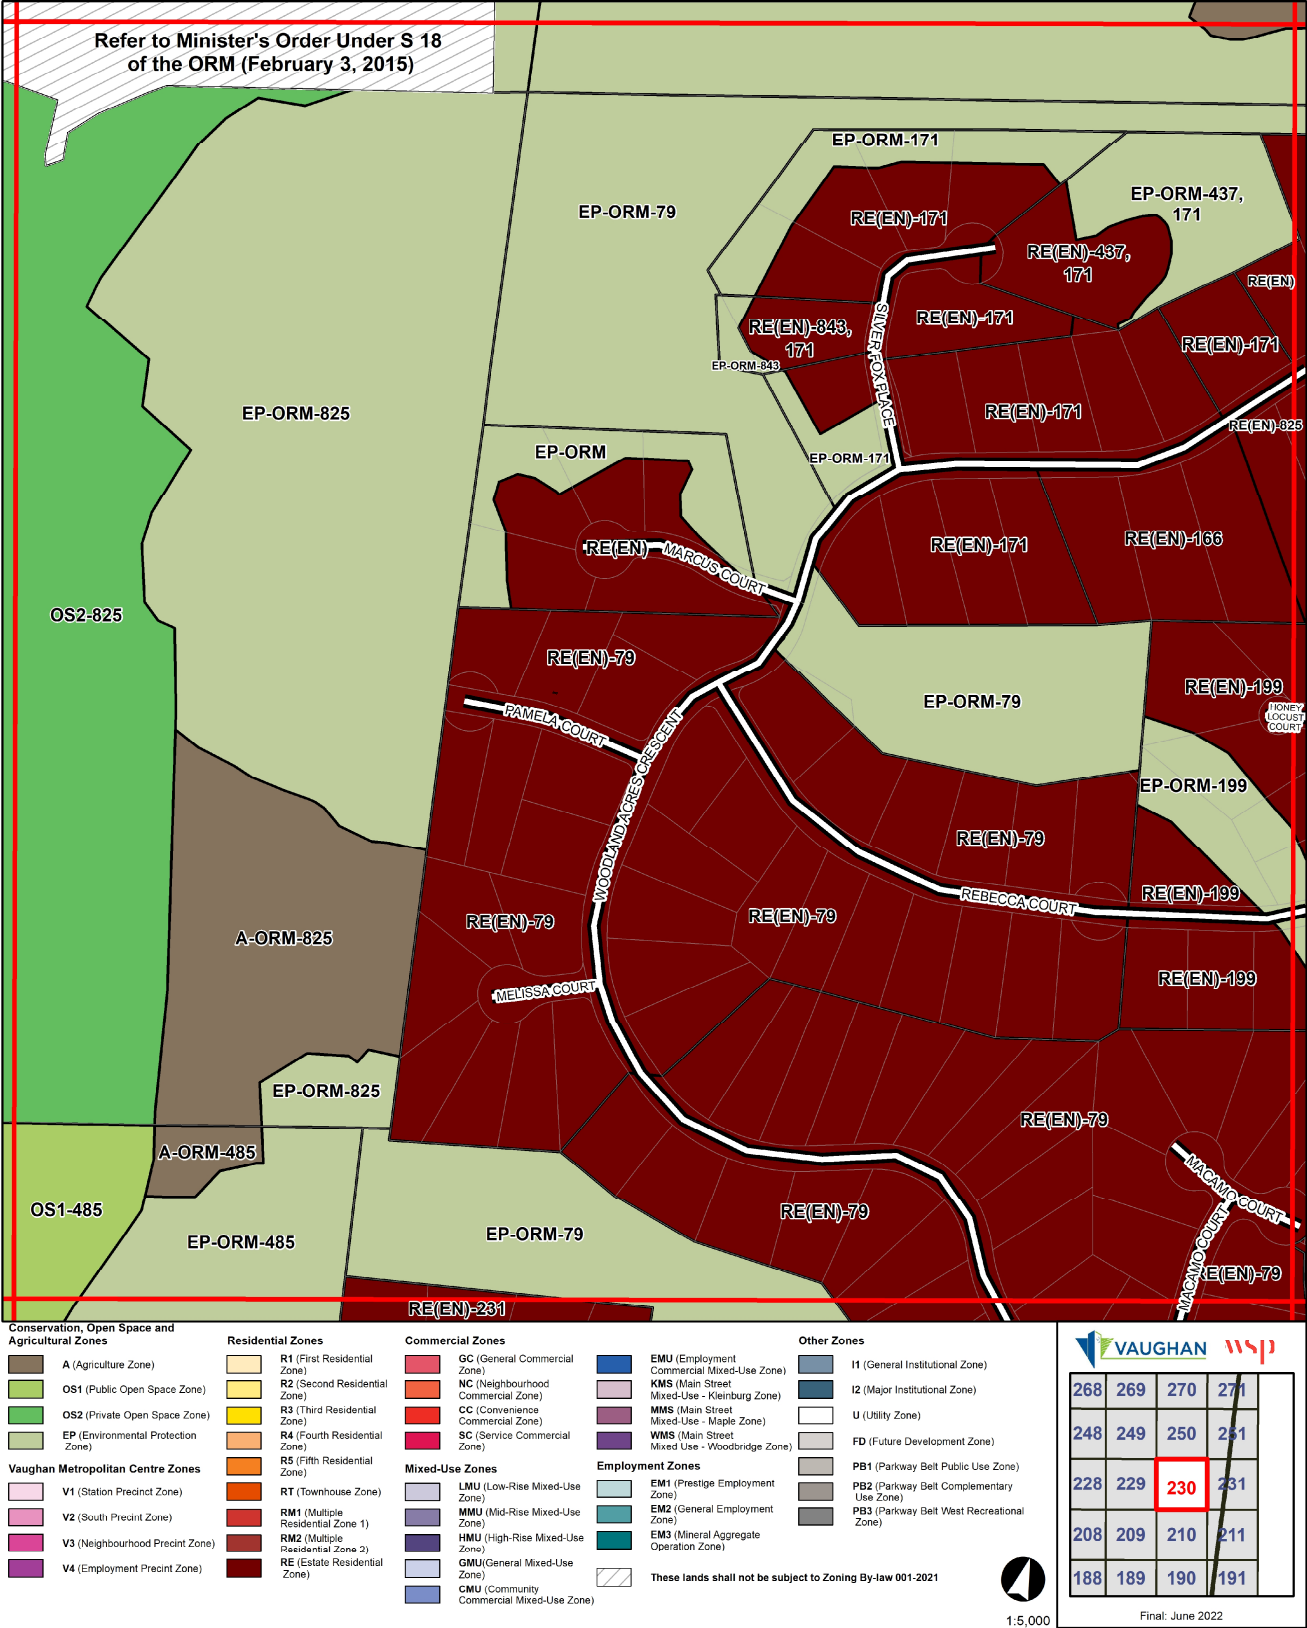 Refer to Minister's Order Under S 18
of the ORM (February 3, 2015)
EP-ORM-171
EP-ORM-437,
171
EP-ORM-79
RE(EN)-171
RE(EN)-437,
171
RE(EN)
RE(EN)-843,
171
RE(EN)-171
SILVER FOX PLACE
RE(EN)-171
EP-ORM-843
EP-ORM-825
RE(EN)-171
RE(EN)-825
EP-ORM
EP-ORM-171
RE(EN)
MARCUS COURT
RE(EN)-171
RE(EN)-166
OS2-825
RE(EN)-79
EP-ORM-79
RE(EN)-199
HONEY
LOCUST
COURT
PAMELA COURT
WOODLAND ACRES CRESCENT
EP-ORM-199
RE(EN)-79
REBECCA COURT
RE(EN)-199
RE(EN)-79
RE(EN)-79
A-ORM-825
RE(EN)-199
MELISSA COURT
EP-ORM-825
RE(EN)-79
A-ORM-485
MACAMO COURT
OS1-485
RE(EN)-79
EP-ORM-485
EP-ORM-79
MACAMO COURT
RE(EN)-79
RE(EN)-231
Conservation, Open Space and
Agricultural Zones
A (Agriculture Zone)
OS1 (Public Open Space Zone)
OS2 (Private Open Space Zone)
EP (Environmental Protection
Zone)
Vaughan Metropolitan Centre Zones
V1 (Station Precinct Zone)
V2 (South Precint Zone)
V3 (Neighbourhood Precint Zone)
V4 (Employment Precint Zone)
Residential Zones
R1 (First Residential
Zone)
R2 (Second Residential
Zone)
R3 (Third Residential
Zone)
R4 (Fourth Residential
Zone)
R5 (Fifth Residential
Zone)
RT (Townhouse Zone)
RM1 (Multiple
Residential Zone 1)
RM2 (Multiple
Residential Zone 2)
RE (Estate Residential
Zone)
Commercial Zones
GC (General Commercial
Zone)
NC (Neighbourhood
Commercial Zone)
CC (Convenience
Commercial Zone)
SC (Service Commercial
Zone)
Mixed-Use Zones
LMU (Low-Rise Mixed-Use
Zone)
MMU (Mid-Rise Mixed-Use
Zone)
HMU (High-Rise Mixed-Use
Zone)
GMU(General Mixed-Use
Zone)
CMU (Community
Commercial Mixed-Use Zone)
EMU (Employment
Commercial Mixed-Use Zone)
KMS (Main Street
Mixed-Use - Kleinburg Zone)
MMS (Main Street
Mixed-Use - Maple Zone)
WMS (Main Street
Mixed Use - Woodbridge Zone)
Employment Zones
EM1 (Prestige Employment
Zone)
EM2 (General Employment
Zone)
EM3 (Mineral Aggregate
Operation Zone)
These lands shall not be subject to Zoning By-law 001-2021
Other Zones
I1 (General Institutional Zone)
I2 (Major Institutional Zone)
U (Utility Zone)
FD (Future Development Zone)
PB1 (Parkway Belt Public Use Zone)
PB2 (Parkway Belt Complementary
Use Zone)
PB3 (Parkway Belt West Recreational
Zone)
1:5,000
VAUGHAN
wsp
268 269 270 271
248 249 250 251
228 229 230 231
208 209 210 211
188 189 190 191
Final: June 2022